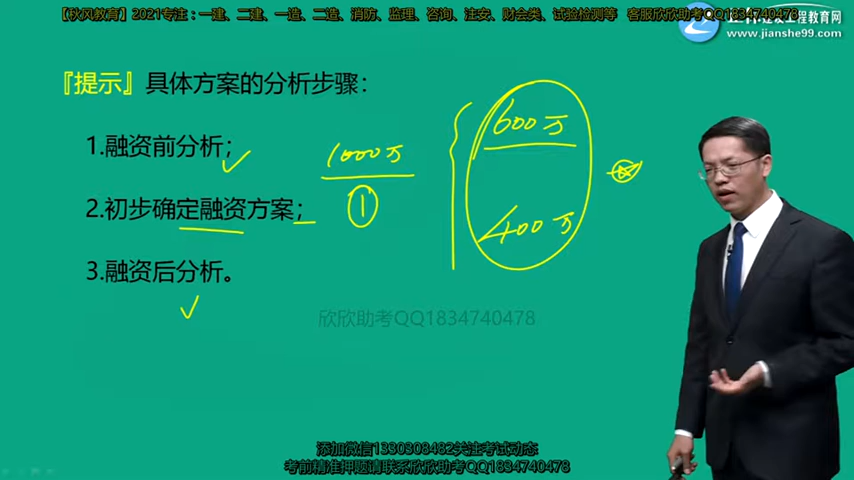 【秋风教育】2021专注：一建、二建、一造、二造、消防、监理、咨询、注安、财会类、试验检测等 客服欣欣助考QQ1834740478
工程教育网
www.jianshe99.com
『提示』具体方案的分析步骤：
1.融资前分析；
1000万
600万
2.初步确定融资方案；
①
400万
3.融资后分析。
欣欣助考QQ1834740478
添加微信1330308482关注考试动态
考前精准押题请联系欣欣助考QQ1834740478